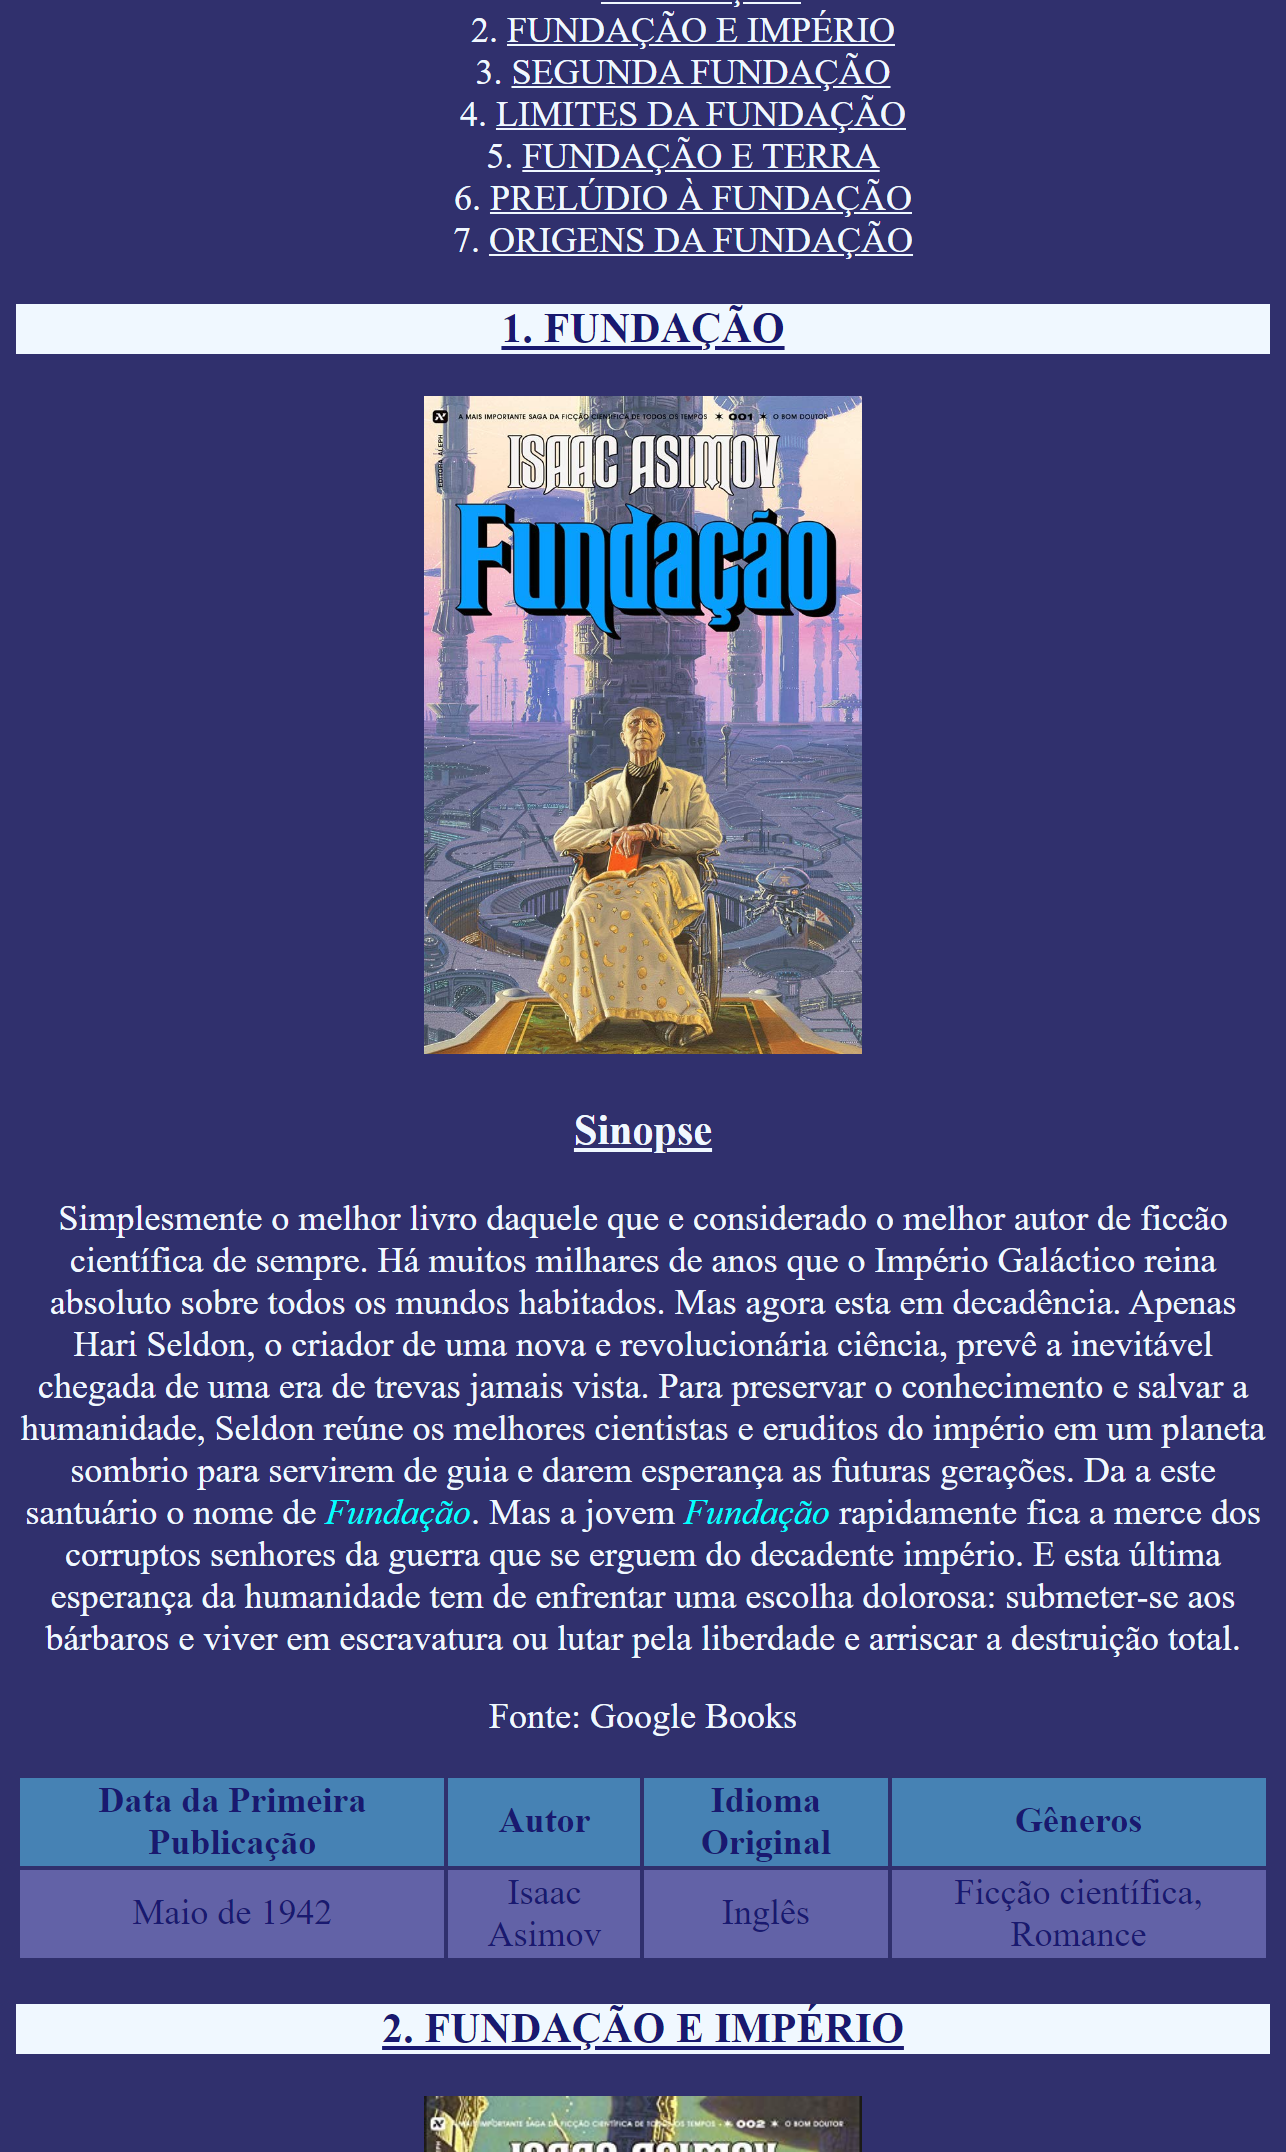 2. FUNDAÇÃO E IMPÉRIO
3. SEGUNDA FUNDAÇÃO
4. LIMITES DA FUNDAÇÃO
5. FUNDAÇÃO E TERRA
6. PRELÚDIO À FUNDAÇÃO
7. ORIGENS DA FUNDAÇÃO
1. FUNDAÇÃO
A MAIS IMPORTANTE SAGA DA FICÇÃO CIENTÍFICA DE TODOS OS TEMPOS ✶ 001 ✶ O BOM DOUTOR
EDITORA ALEPH
ISAAC ASIMOV
Fundação
Sinopse
Simplesmente o melhor livro daquele que e considerado o melhor autor de ficcão
científica de sempre. Há muitos milhares de anos que o Império Galáctico reina
absoluto sobre todos os mundos habitados. Mas agora esta em decadência. Apenas
Hari Seldon, o criador de uma nova e revolucionária ciência, prevê a inevitável
chegada de uma era de trevas jamais vista. Para preservar o conhecimento e salvar a
humanidade, Seldon reúne os melhores cientistas e eruditos do império em um planeta
sombrio para servirem de guia e darem esperança as futuras gerações. Da a este
santuário o nome de Fundação. Mas a jovem Fundação rapidamente fica a merce dos
corruptos senhores da guerra que se erguem do decadente império. E esta última
esperança da humanidade tem de enfrentar uma escolha dolorosa: submeter-se aos
bárbaros e viver em escravatura ou lutar pela liberdade e arriscar a destruição total.
Fonte: Google Books
Data da Primeira Publicação
Autor
Idioma Original
Gêneros
Maio de 1942
Isaac Asimov
Inglês
Ficção científica, Romance
2. FUNDAÇÃO E IMPÉRIO
A MAIS IMPORTANTE SAGA DA FICÇÃO CIENTÍFICA DE TODOS OS TEMPOS ✶ 002 ✶ O BOM DOUTOR
ISAAC ASIMOV